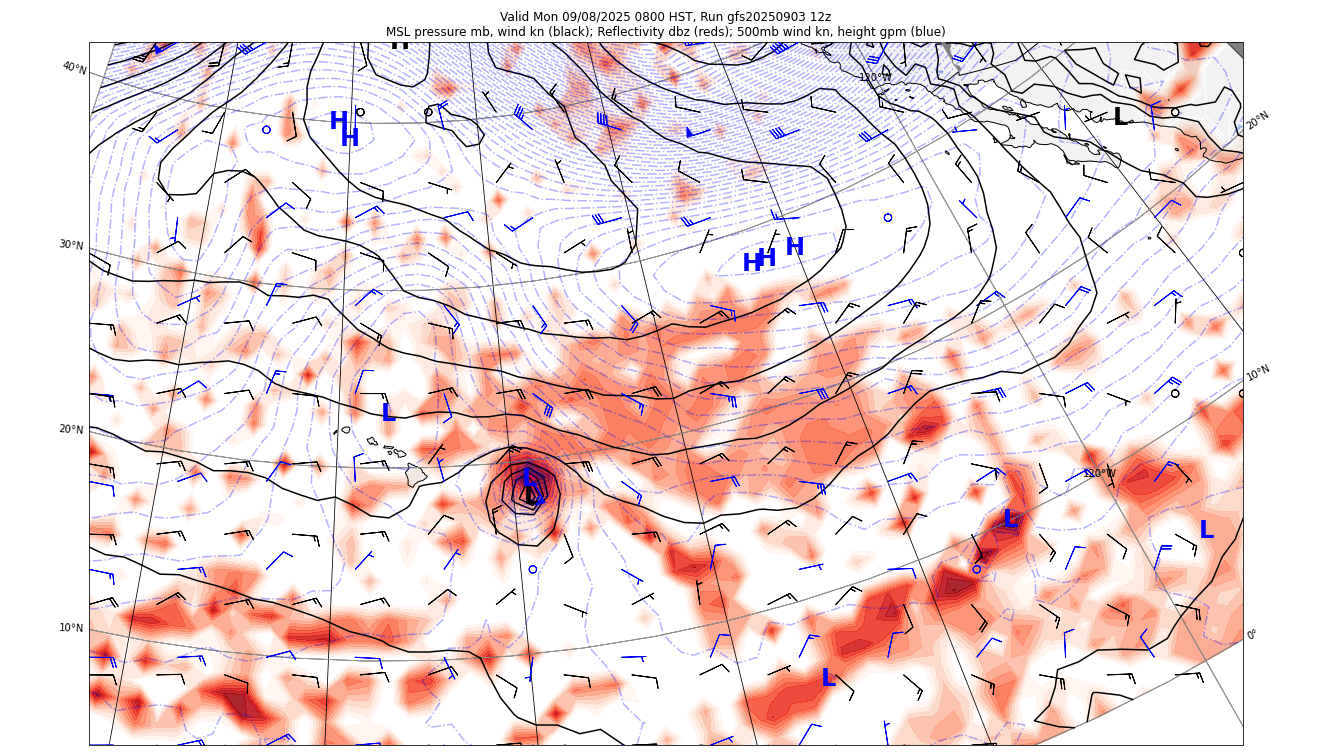 Valid Mon 09/08/2025 0800 HST, Run gfs20250903 12z
MSL pressure mb, wind kn (black); Reflectivity dbz (reds); 500mb wind kn, height gpm (blue)
H
40°N
120°W
H
H
L
20°N
30°N
H
H
H
10°N
L
20°N
120°W
L
L
L
L
10°N
0°
L